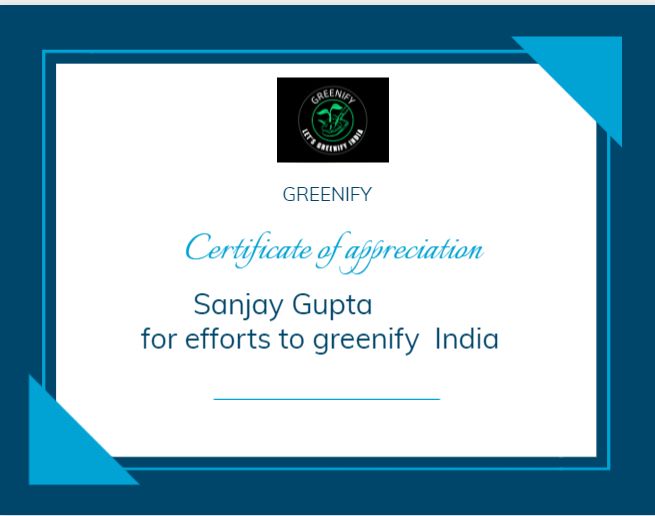 GREENIFY
LET'S GREENIFY INDIA
GREENIFY
Certificate of appreciation
Sanjay Gupta
for efforts to greenify India